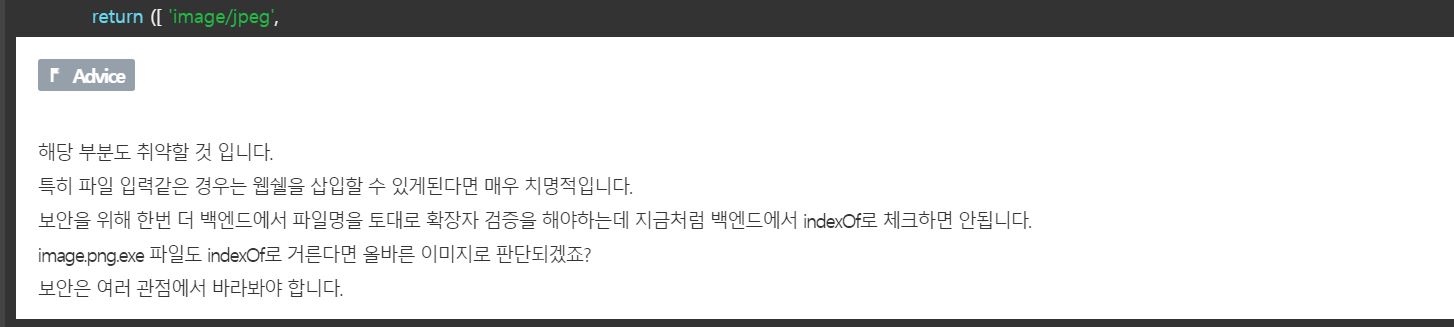 return ([ 'image/jpeg',
Advice
해당 부분도 취약할 것 입니다.
특히 파일 입력같은 경우는 웹쉘을 삽입할 수 있게된다면 매우 치명적입니다.
보안을 위해 한번 더 백엔드에서 파일명을 토대로 확장자 검증을 해야하는데 지금처럼 백엔드에서 indexOf로 체크하면 안됩니다.
image.png.exe 파일도 indexOf로 거른다면 올바른 이미지로 판단되겠죠?
보안은 여러 관점에서 바라봐야 합니다.